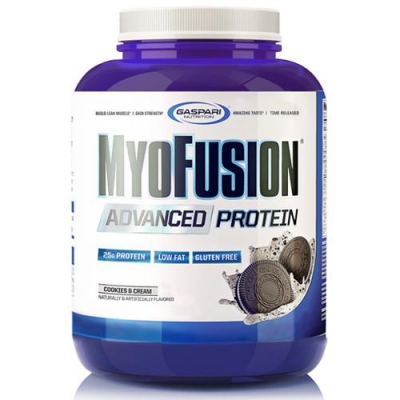 BUILD LEAN MUSCLE* | GAIN STRENGTH*
GASPARI
NUTRITION
AMAZING TASTE* | TIME RELEASED
MYOFUSION®
ADVANCED PROTEIN
25G PROTEIN LOW FAT GLUTEN FREE
COOKIES & CREAM
NATURALLY & ARTIFICIALLY FLAVORED